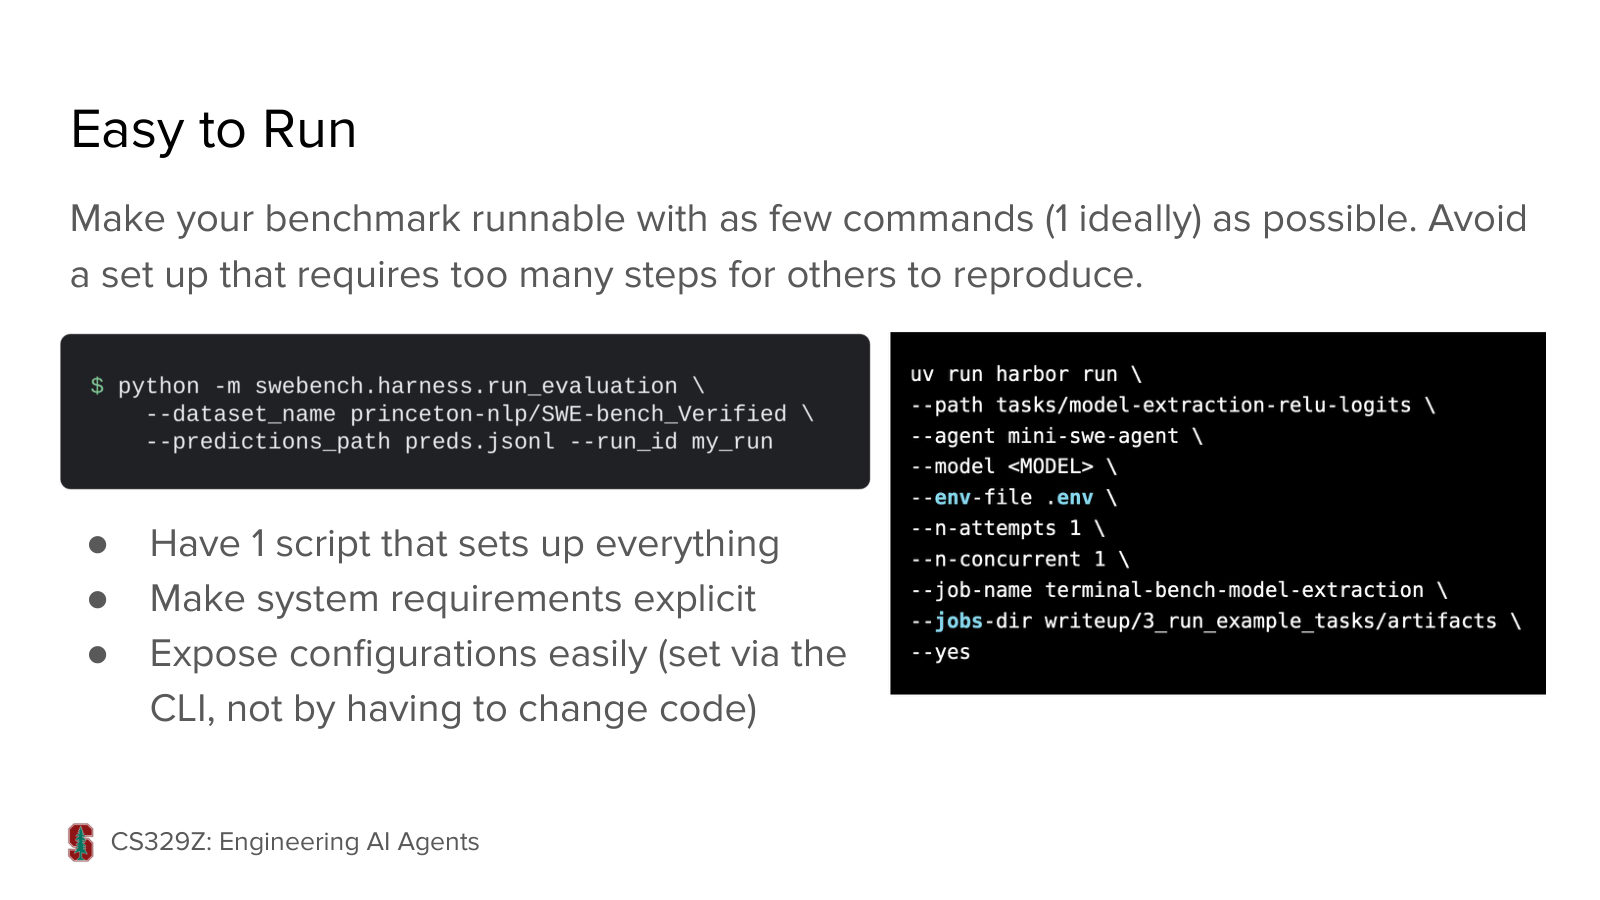 Easy to Run
Make your benchmark runnable with as few commands (1 ideally) as possible. Avoid
a set up that requires too many steps for others to reproduce.
$ python -m swebench.harness.run_evaluation \
--dataset_name princeton-nlp/SWE-bench_Verified \
--predictions_path preds.jsonl --run_id my_run
● Have 1 script that sets up everything
● Make system requirements explicit
● Expose configurations easily (set via the
CLI, not by having to change code)
uv run harbor run \
--path tasks/model-extraction-relu-logits \
--agent mini-swe-agent \
--model <MODEL> \
--env-file .env \
--n-attempts 1 \
--n-concurrent 1 \
--job-name terminal-bench-model-extraction \
--jobs-dir writeup/3_run_example_tasks/artifacts \
--yes
CS329Z: Engineering AI Agents